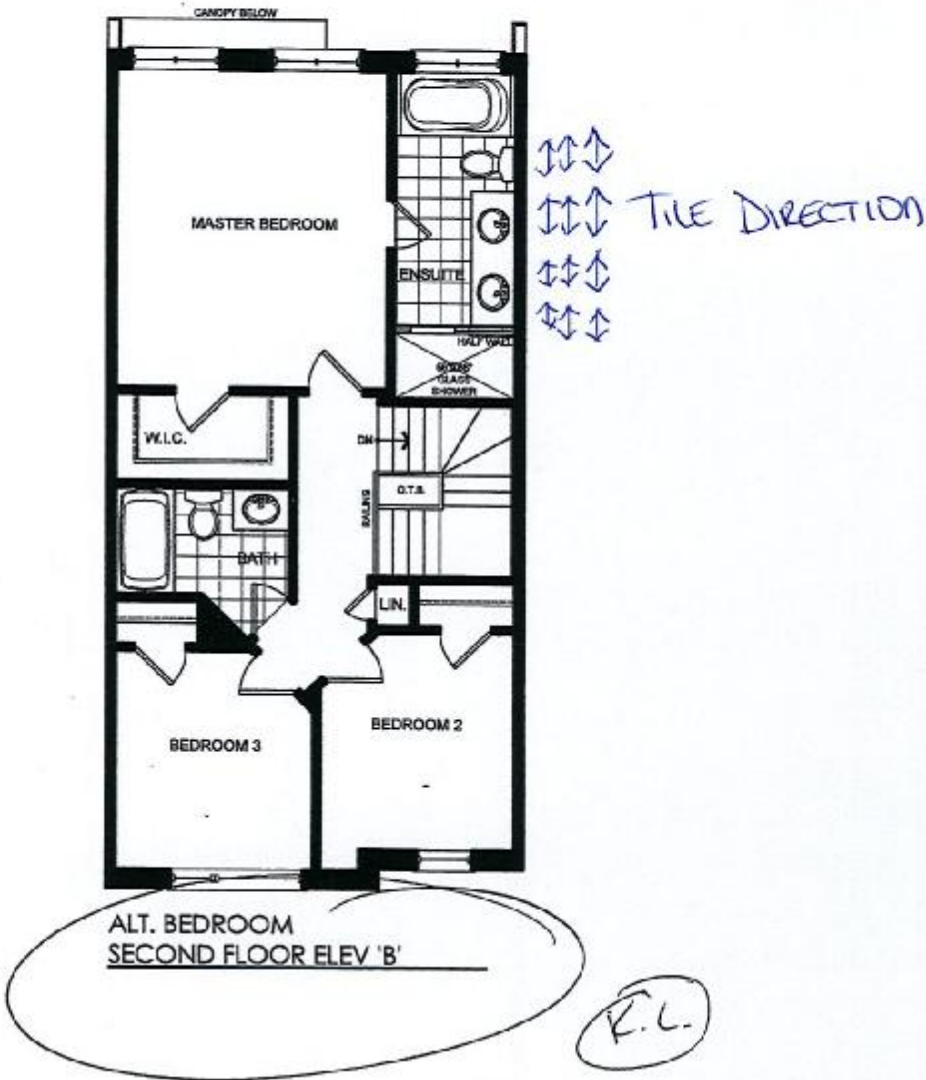 CANOPY BELOW
MASTER BEDROOM
TILE DIRECTION
ENSUITE
HALF WALL
GLASS
SHOWER
W.I.C.
DN
RAILING
O.T.B.
BATH
LIN.
BEDROOM 2
BEDROOM 3
ALT. BEDROOM
SECOND FLOOR ELEV 'B'
K.L.